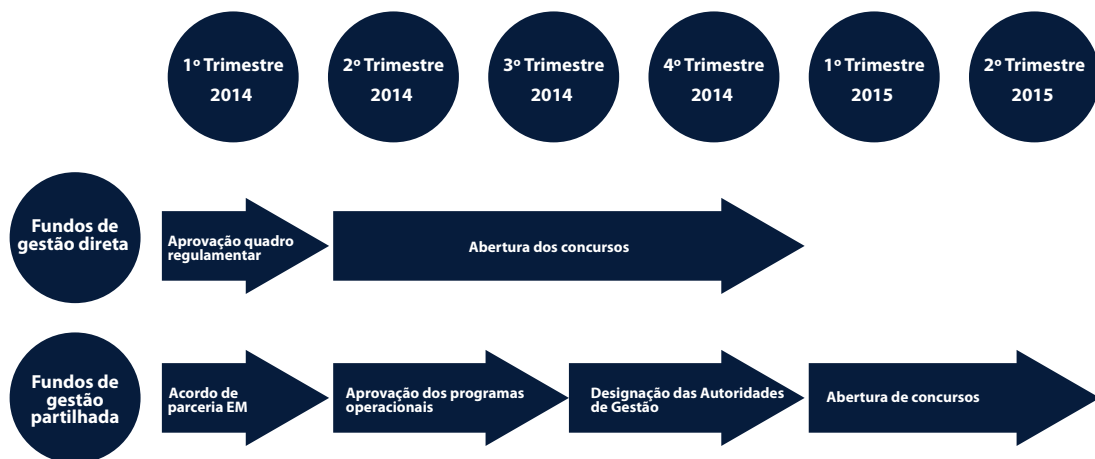 1º Trimestre
2014
2º Trimestre
2014
3º Trimestre
2014
4º Trimestre
2014
1º Trimestre
2015
2º Trimestre
2015
Fundos de
gestão direta
Aprovação quadro
regulamentar
Abertura dos concursos
Fundos de
gestão
partilhada
Acordo de
parceria EM
Aprovação dos programas
operacionais
Designação das Autoridades
de Gestão
Abertura de concursos